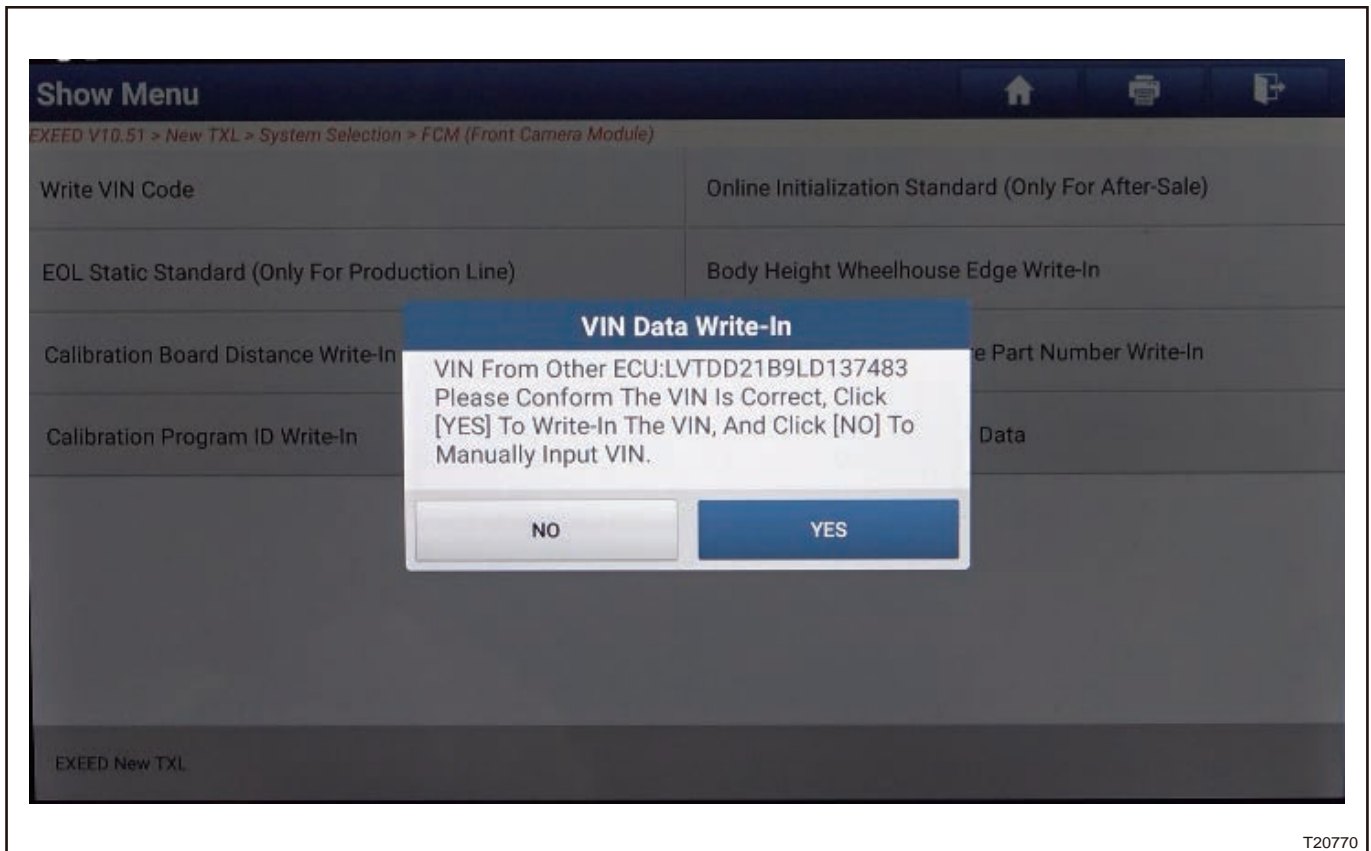 Show Menu
EXEED V10.51 > New TXL > System Selection > FCM (Front Camera Module)
Write VIN Code
Online Initialization Standard (Only For After-Sale)
EOL Static Standard (Only For Production Line)
Body Height Wheelhouse Edge Write-In
VIN Data Write-In
Calibration Board Distance Write-In
Part Number Write-In
VIN From Other ECU:LVTDD21B9LD137483
Please Conform The VIN Is Correct, Click
[YES] To Write-In The VIN, And Click [NO] To
Manually Input VIN.
Calibration Program ID Write-In
Data
NO
YES
EXEED New TXL
T20770